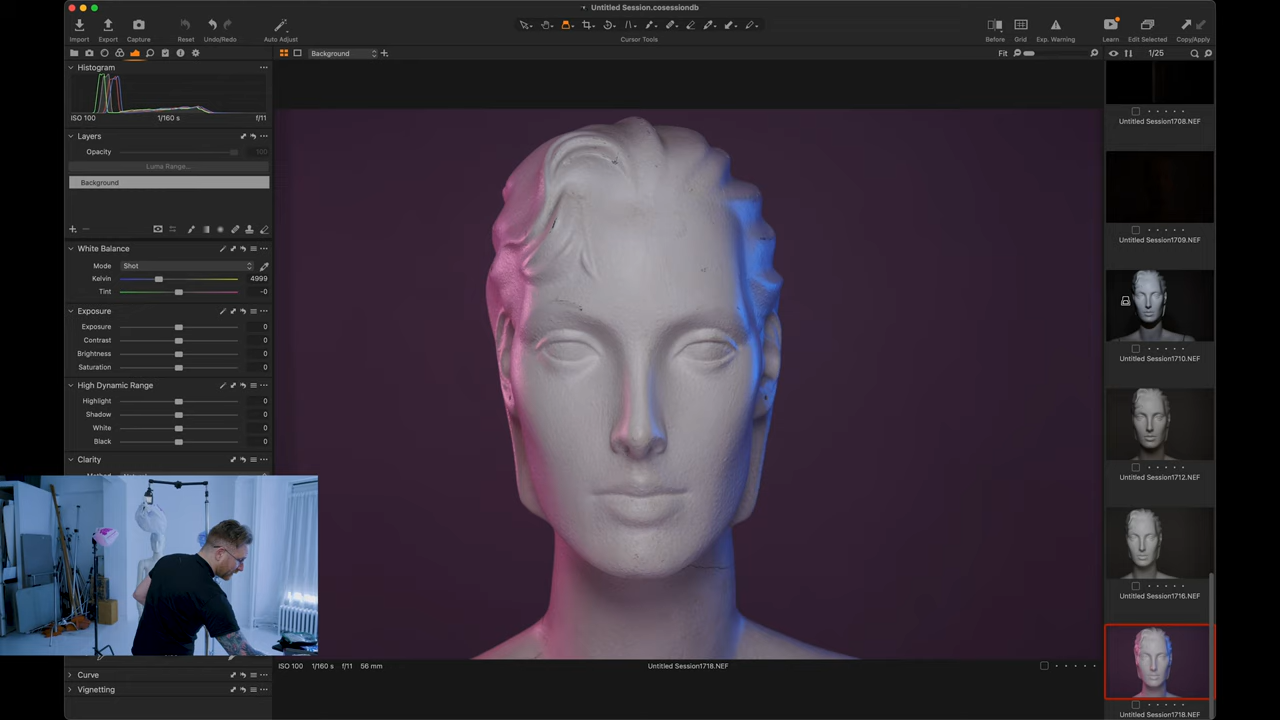 Untitled Session.cosessiondb
Import
Export
Capture
Reset
Undo/Redo
Auto Adjust
Cursor Tools
Before
Grid
Exp. Warning
Learn
Edit Selected
Copy/Apply
Background
Fit
1/25
Histogram
ISO 100
1/160 s
f/11
Layers
Opacity
100
Luma Range...
Background
White Balance
Mode
Shot
Kelvin
4999
Tint
-0
Exposure
Exposure
0
Contrast
0
Brightness
0
Saturation
0
High Dynamic Range
Highlight
0
Shadow
0
White
0
Black
0
Clarity
Curve
Vignetting
ISO 100
1/160 s
f/11
56 mm
Untitled Session1718.NEF
Untitled Session1708.NEF
Untitled Session1709.NEF
Untitled Session1710.NEF
Untitled Session1712.NEF
Untitled Session1716.NEF
Untitled Session1718.NEF